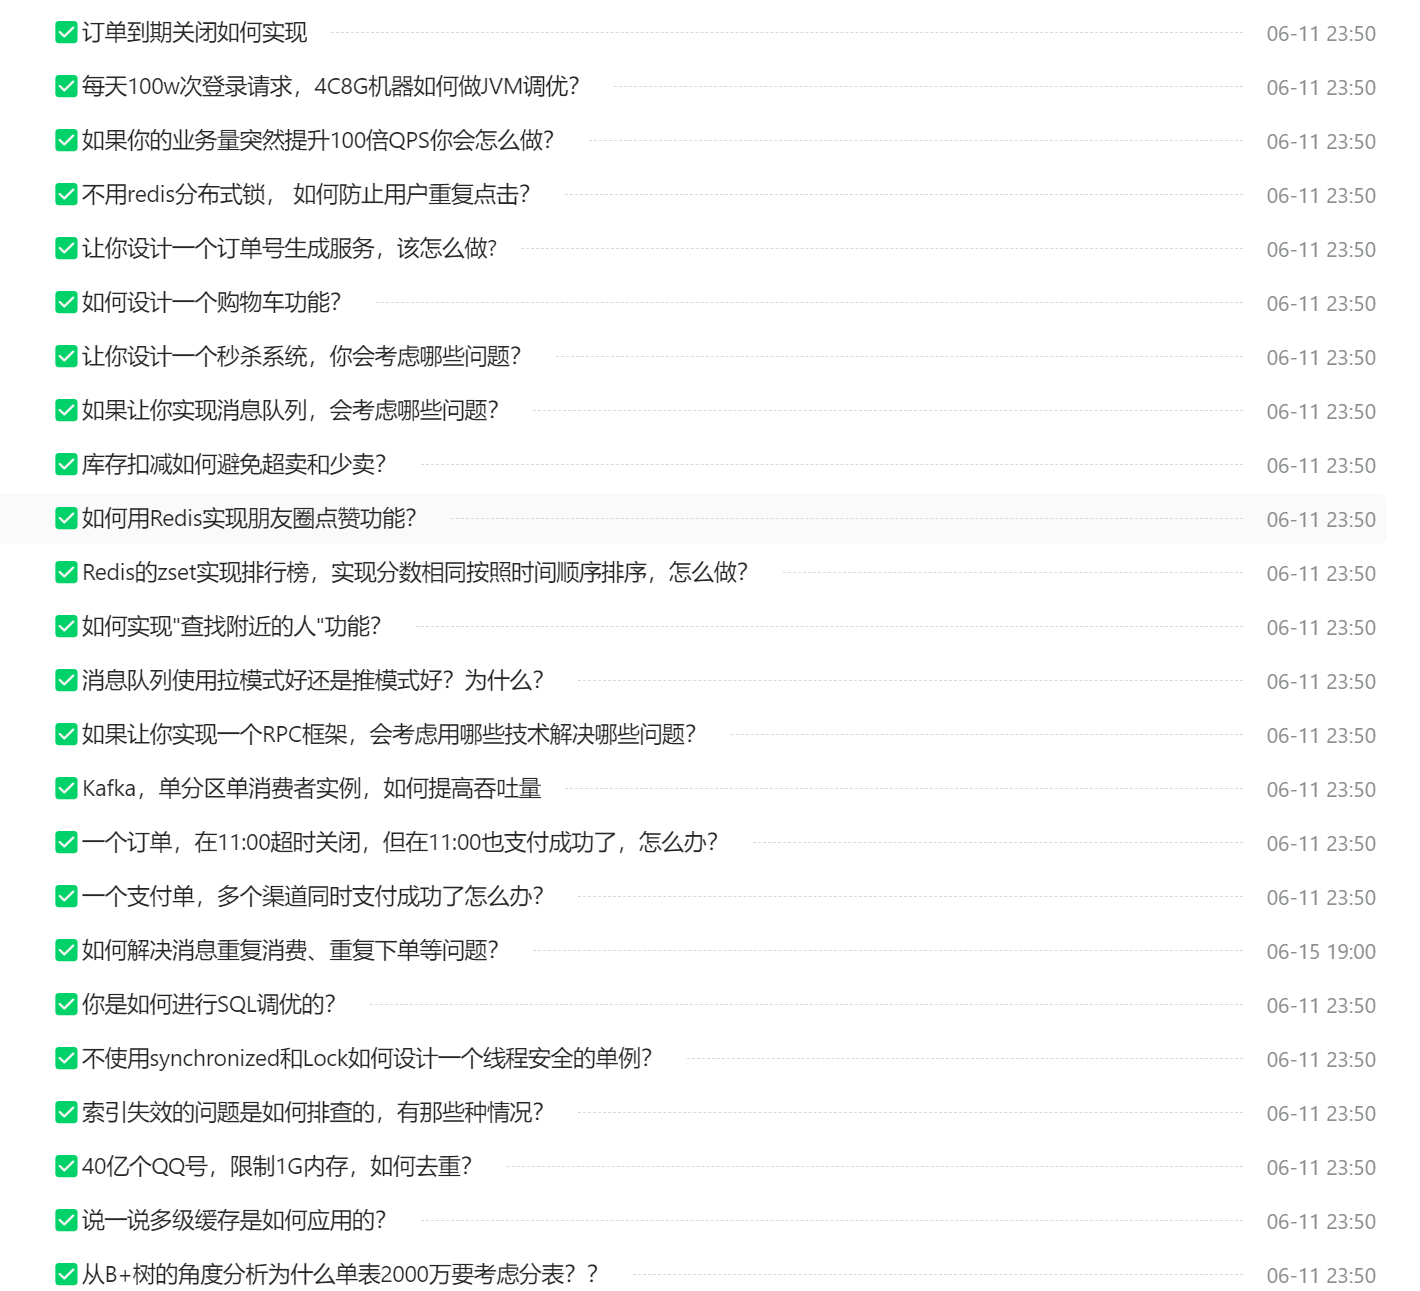 订单到期关闭如何实现 06-11 23:50
每天100w次登录请求，4C8G机器如何做JVM调优？ 06-11 23:50
如果你的业务量突然提升100倍QPS你会怎么做？ 06-11 23:50
不用redis分布式锁， 如何防止用户重复点击？ 06-11 23:50
让你设计一个订单号生成服务，该怎么做? 06-11 23:50
如何设计一个购物车功能？ 06-11 23:50
让你设计一个秒杀系统，你会考虑哪些问题？ 06-11 23:50
如果让你实现消息队列，会考虑哪些问题？ 06-11 23:50
库存扣减如何避免超卖和少卖？ 06-11 23:50
如何用Redis实现朋友圈点赞功能？ 06-11 23:50
Redis的zset实现排行榜，实现分数相同按照时间顺序排序，怎么做？ 06-11 23:50
如何实现"查找附近的人"功能？ 06-11 23:50
消息队列使用拉模式好还是推模式好？为什么？ 06-11 23:50
如果让你实现一个RPC框架，会考虑用哪些技术解决哪些问题？ 06-11 23:50
Kafka，单分区单消费者实例，如何提高吞吐量 06-11 23:50
一个订单，在11:00超时关闭，但在11:00也支付成功了，怎么办？ 06-11 23:50
一个支付单，多个渠道同时支付成功了怎么办？ 06-11 23:50
如何解决消息重复消费、重复下单等问题？ 06-15 19:00
你是如何进行SQL调优的？ 06-11 23:50
不使用synchronized和Lock如何设计一个线程安全的单例？ 06-11 23:50
索引失效的问题是如何排查的，有那些种情况？ 06-11 23:50
40亿个QQ号，限制1G内存，如何去重？ 06-11 23:50
说一说多级缓存是如何应用的？ 06-11 23:50
从B+树的角度分析为什么单表2000万要考虑分表？？ 06-11 23:50